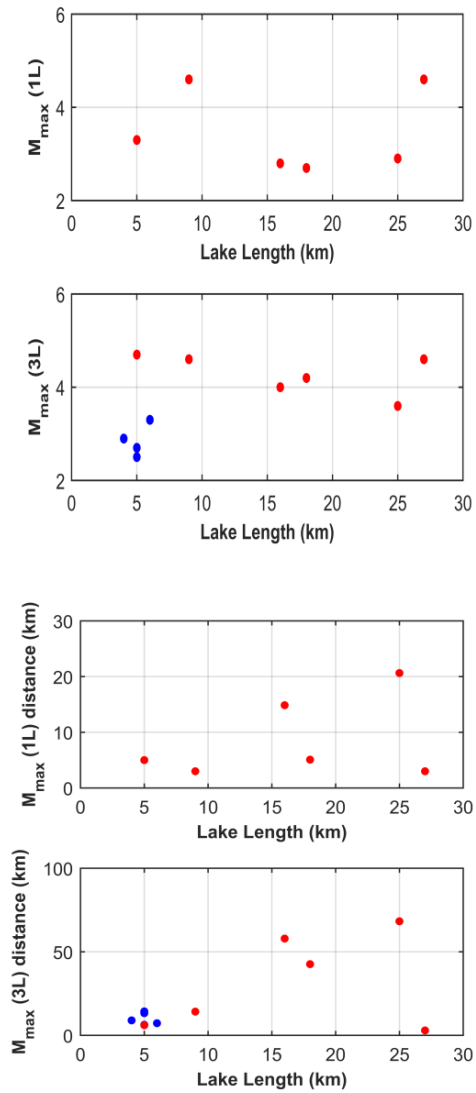 6
4
2
M_max (1L)
0 5 10 15 20 25 30
Lake Length (km)
6
4
2
M_max (3L)
0 5 10 15 20 25 30
Lake Length (km)
30
20
10
0
M_max (1L) distance (km)
0 5 10 15 20 25 30
Lake Length (km)
100
50
0
M_max (3L) distance (km)
0 5 10 15 20 25 30
Lake Length (km)